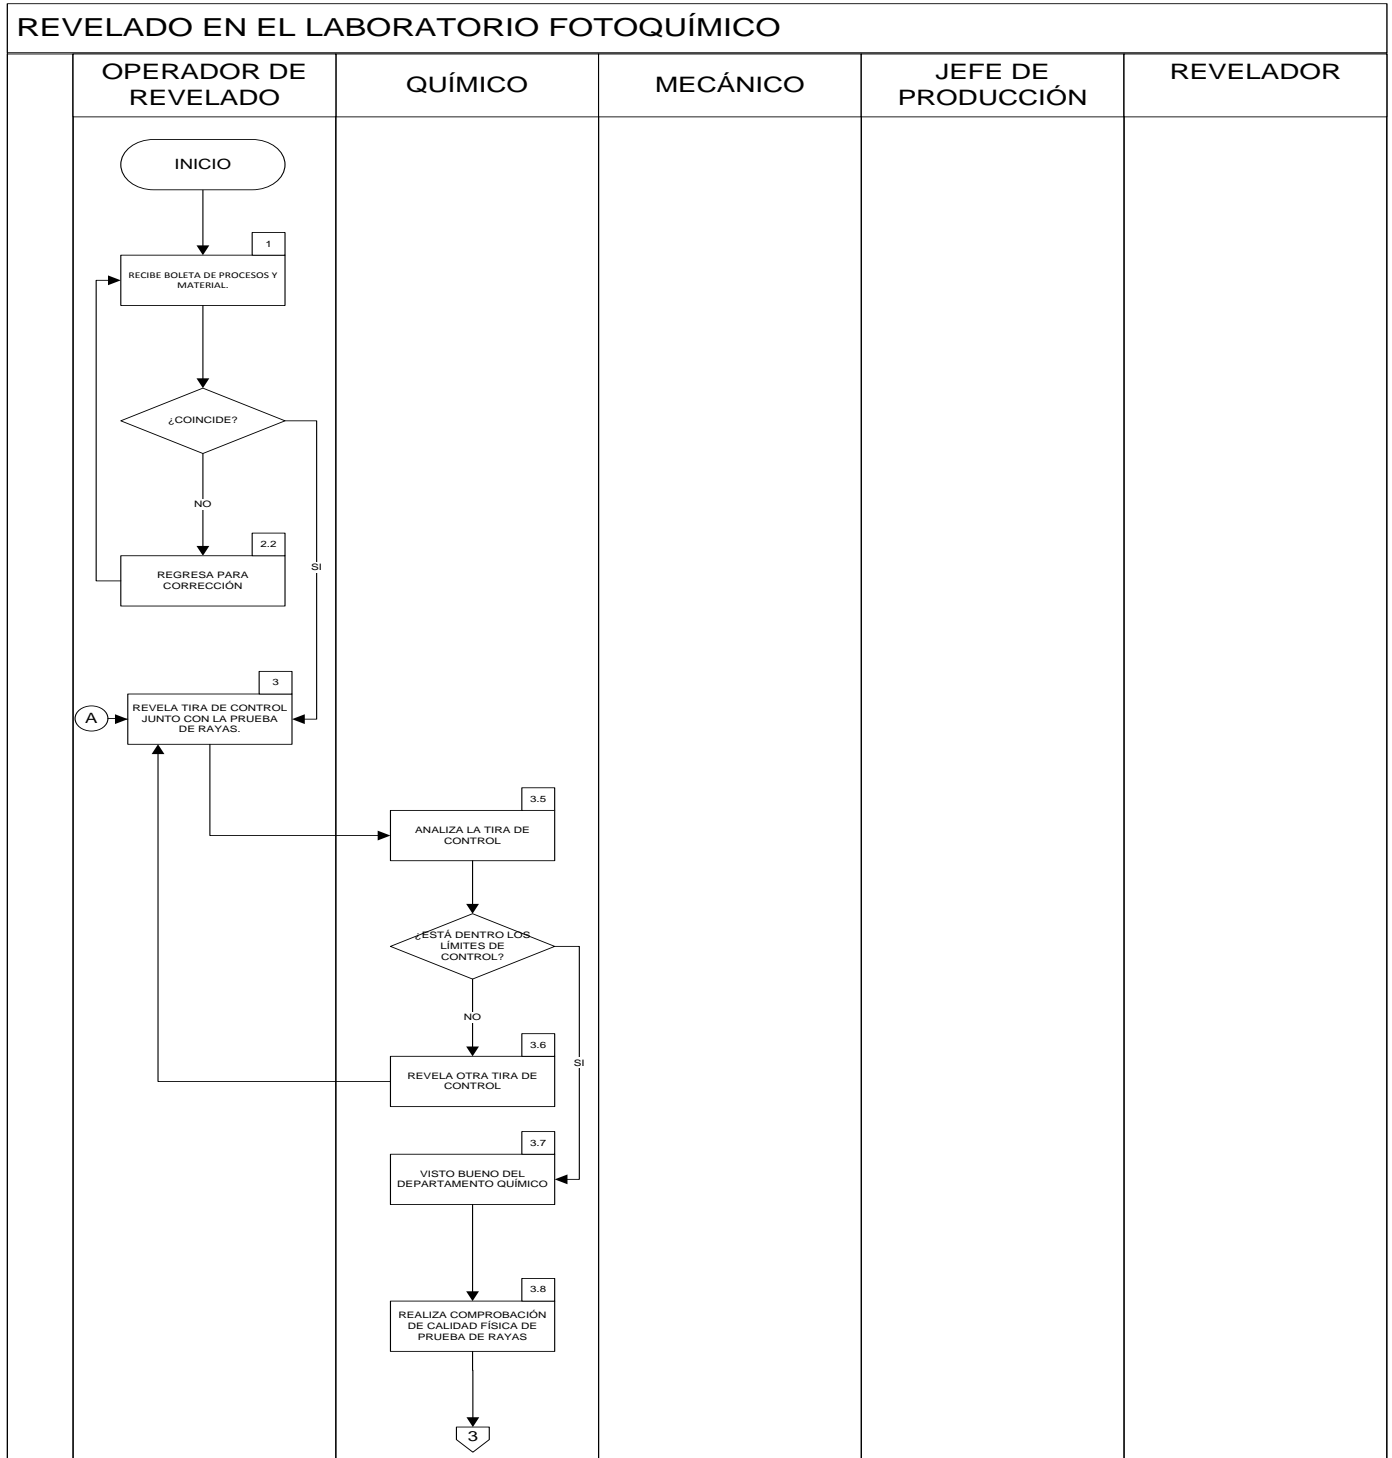 REVELADO EN EL LABORATORIO FOTOQUÍMICO
OPERADOR DE
REVELADO
QUÍMICO
MECÁNICO
JEFE DE
PRODUCCIÓN
REVELADOR
INICIO
1
RECIBE BOLETA DE PROCESOS Y
MATERIAL.
¿COINCIDE?
NO
2.2
REGRESA PARA
CORRECCIÓN
SI
3
REVELA TIRA DE CONTROL
JUNTO CON LA PRUEBA
DE RAYAS.
A
3.5
ANALIZA LA TIRA DE
CONTROL
¿ESTÁ DENTRO LOS
LÍMITES DE
CONTROL?
NO
3.6
REVELA OTRA TIRA DE
CONTROL
SI
3.7
VISTO BUENO DEL
DEPARTAMENTO QUÍMICO
3.8
REALIZA COMPROBACIÓN
DE CALIDAD FÍSICA DE
PRUEBA DE RAYAS
3